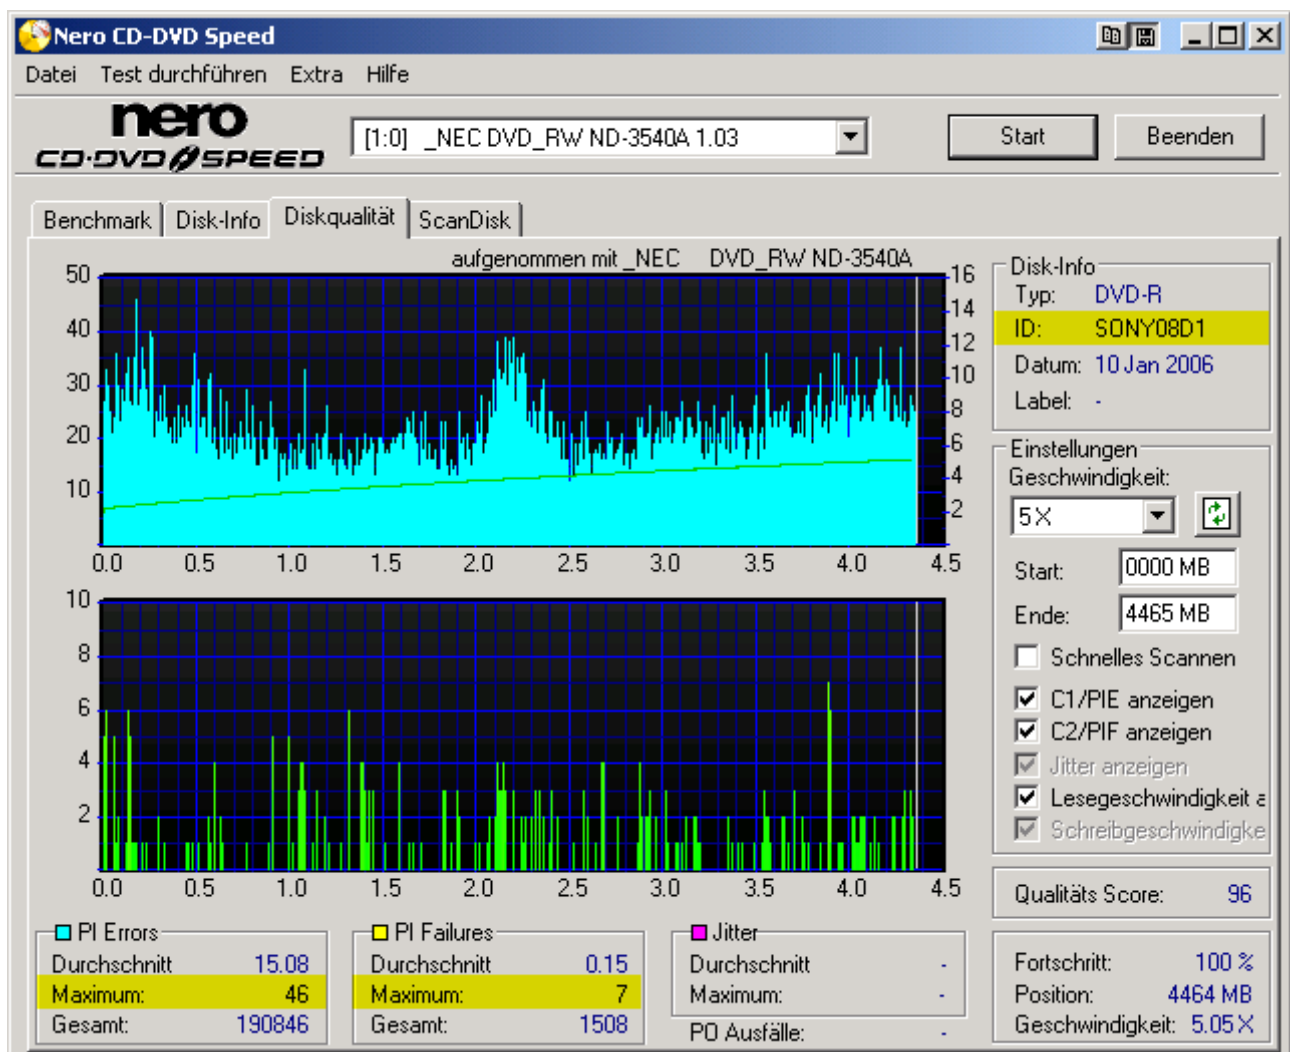 Nero CD-DVD Speed
Datei Test durchführen Extra Hilfe
nero
CD·DVD SPEED
[1:0] _NEC DVD_RW ND-3540A 1.03
Start
Beenden
Benchmark
Disk-Info
Diskqualität
ScanDisk
aufgenommen mit _NEC DVD_RW ND-3540A
50
40
30
20
10
16
14
12
10
8
6
4
2
0.0 0.5 1.0 1.5 2.0 2.5 3.0 3.5 4.0 4.5
10
8
6
4
2
0.0 0.5 1.0 1.5 2.0 2.5 3.0 3.5 4.0 4.5
PI Errors
Durchschnitt 15.08
Maximum: 46
Gesamt: 190846
PI Failures
Durchschnitt 0.15
Maximum: 7
Gesamt: 1508
Jitter
Durchschnitt -
Maximum: -
PO Ausfälle: -
Disk-Info
Typ: DVD-R
ID: SONY08D1
Datum: 10 Jan 2006
Label: -
Einstellungen
Geschwindigkeit:
5X
Start: 0000 MB
Ende: 4465 MB
Schnelles Scannen
C1/PIE anzeigen
C2/PIF anzeigen
Jitter anzeigen
Lesegeschwindigkeit a
Schreibgeschwindigke
Qualitäts Score: 96
Fortschritt: 100 %
Position: 4464 MB
Geschwindigkeit: 5.05X